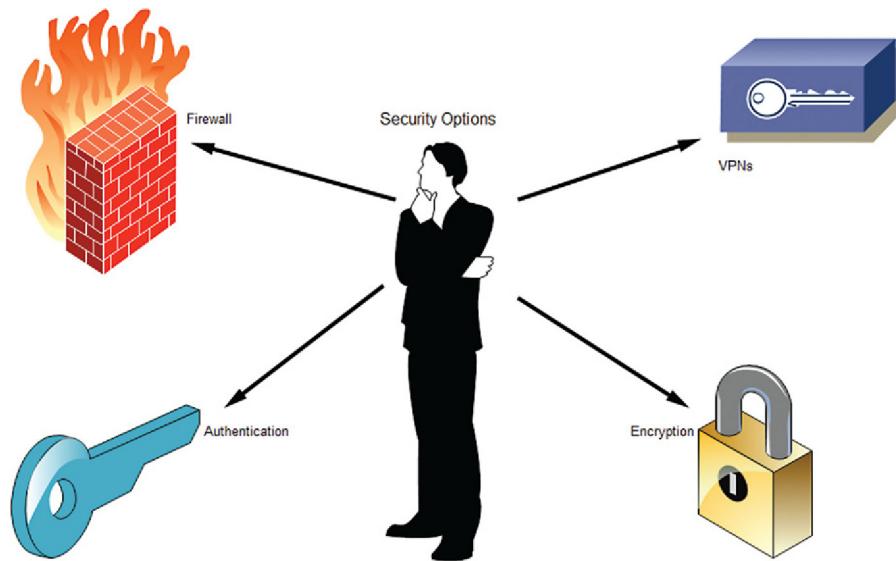 Security Options
Firewall
VPNs
Authentication
Encryption